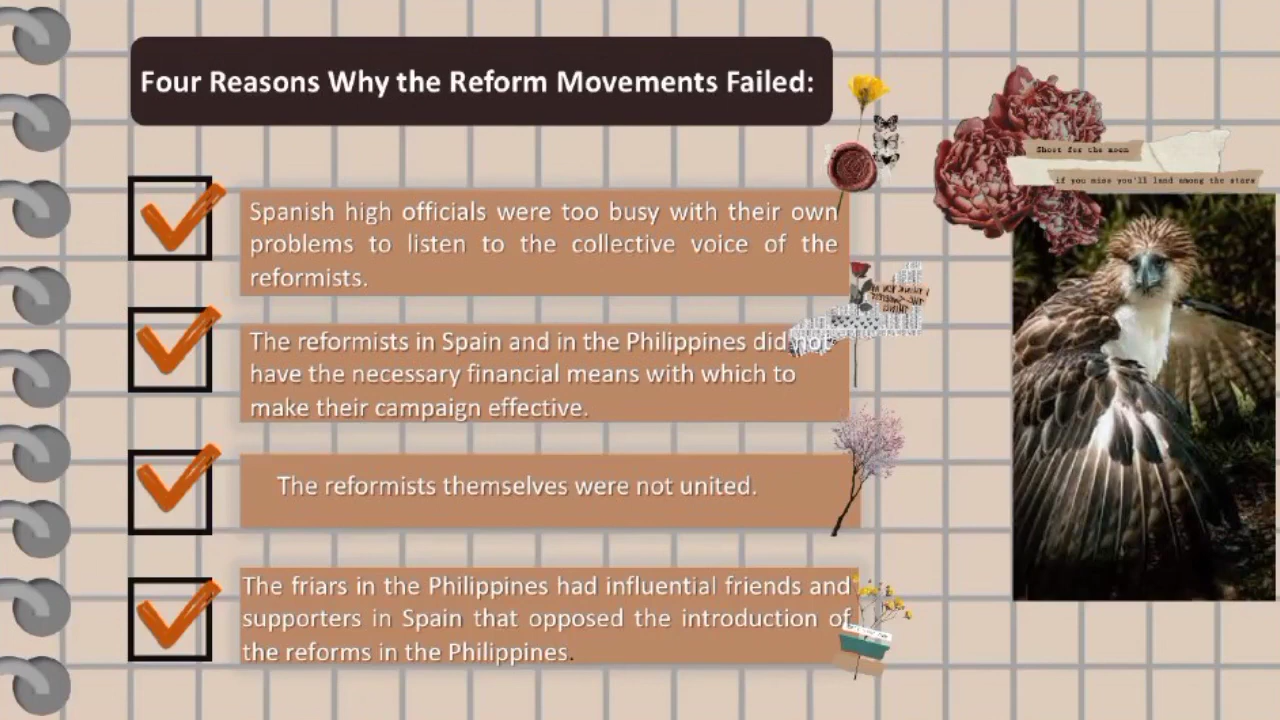 Four Reasons Why the Reform Movements Failed:
Spanish high officials were too busy with their own
problems to listen to the collective voice of the
reformists.
The reformists in Spain and in the Philippines did not
have the necessary financial means with which to
make their campaign effective.
The reformists themselves were not united.
The friars in the Philippines had influential friends and
supporters in Spain that opposed the introduction of
the reforms in the Philippines.
Shoot for the moon
if you miss you'll land among the stars